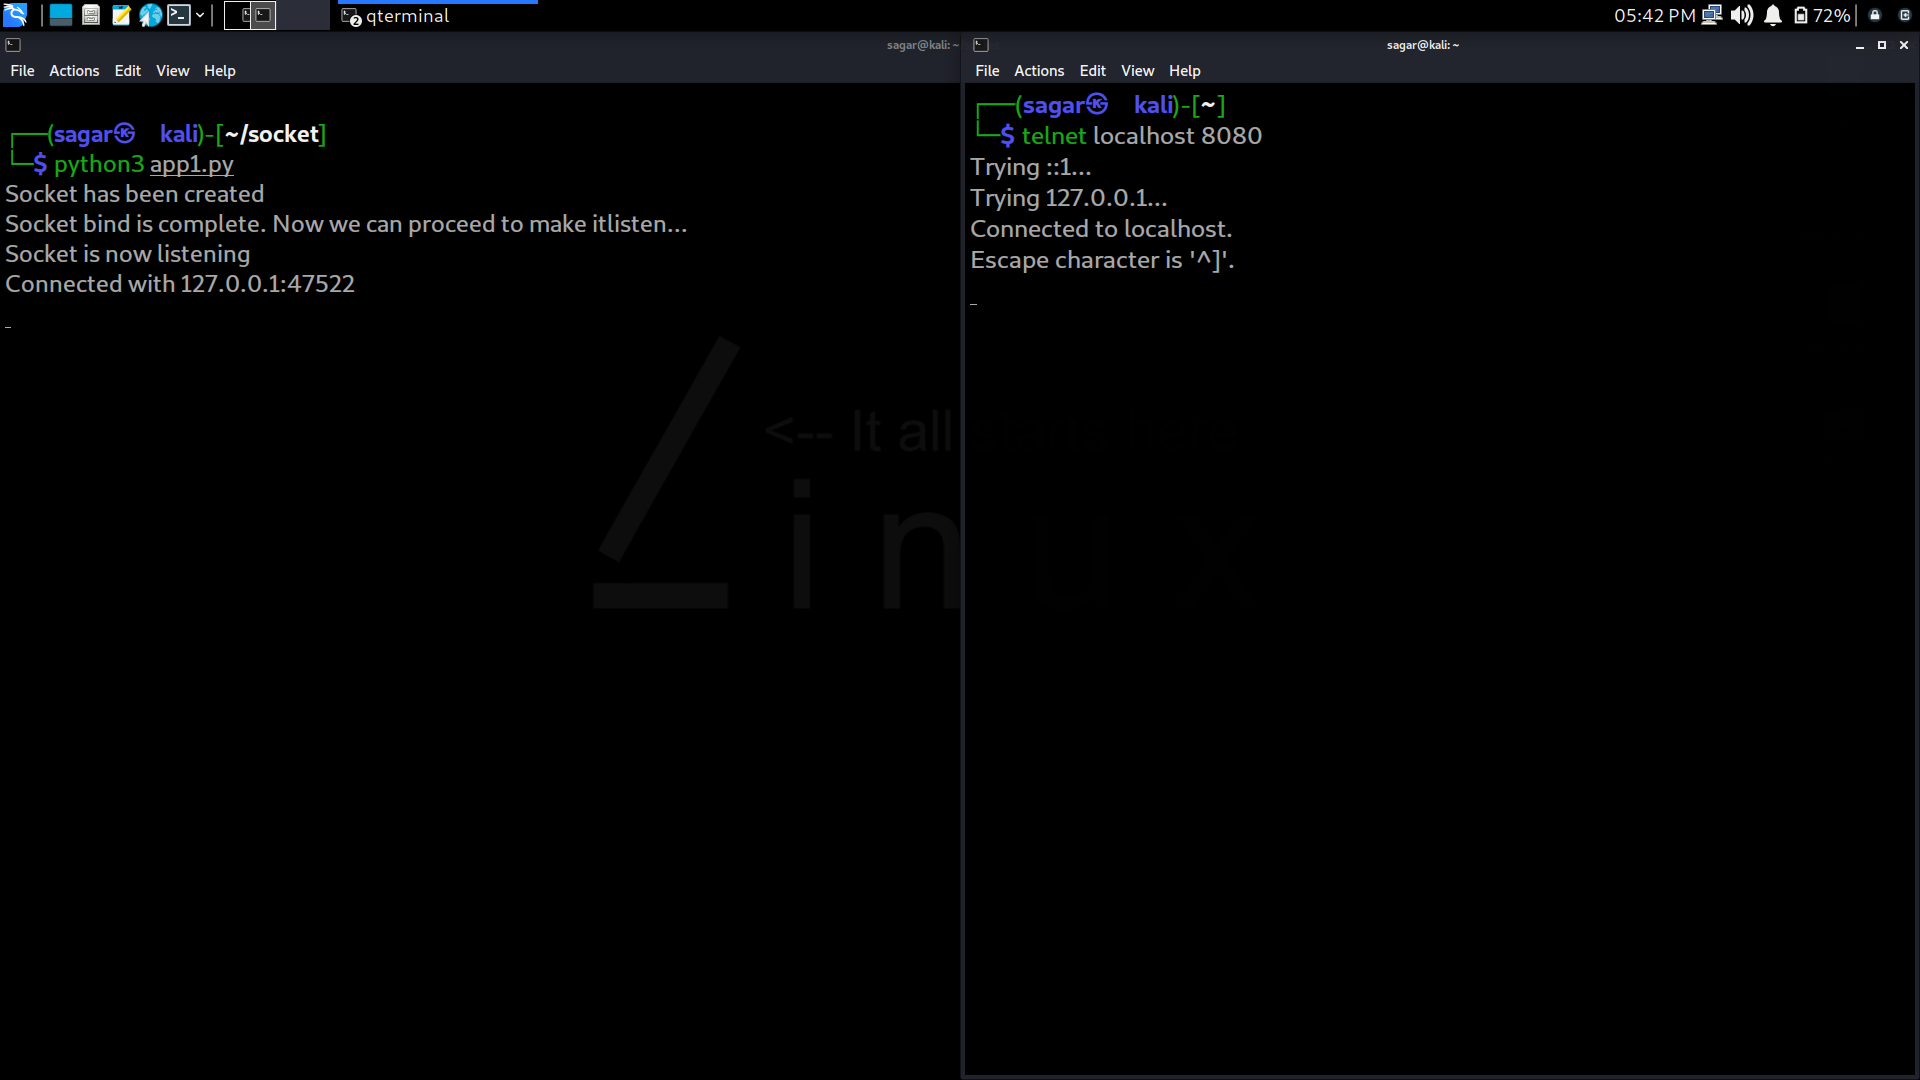 qterminal
05:42 PM 72%
sagar@kali: ~
File Actions Edit View Help
(sagar㉿ kali)-[~/socket]
$ python3 app1.py
Socket has been created
Socket bind is complete. Now we can proceed to make itlisten...
Socket is now listening
Connected with 127.0.0.1:47522
<-- It all
i n
sagar@kali: ~
File Actions Edit View Help
(sagar㉿ kali)-[~]
$ telnet localhost 8080
Trying ::1...
Trying 127.0.0.1...
Connected to localhost.
Escape character is '^]'.
u x